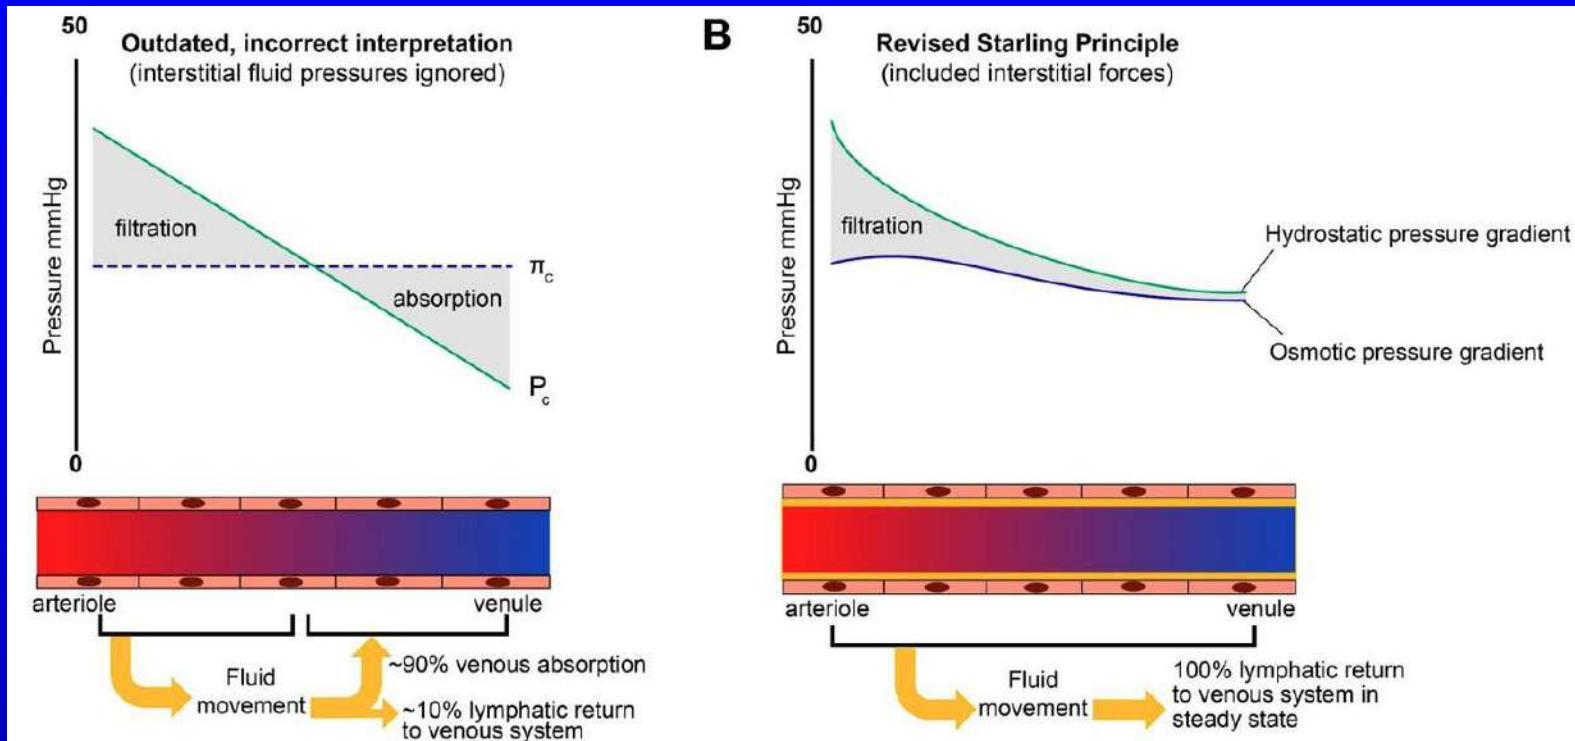 50
Outdated, incorrect interpretation
(interstitial fluid pressures ignored)
Pressure mmHg
filtration
absorption
πc
Pc
0
arteriole
venule
Fluid
movement
~90% venous absorption
~10% lymphatic return
to venous system
B
50
Revised Starling Principle
(included interstitial forces)
Pressure mmHg
filtration
Hydrostatic pressure gradient
Osmotic pressure gradient
0
arteriole
venule
Fluid
movement
100% lymphatic return
to venous system in
steady state